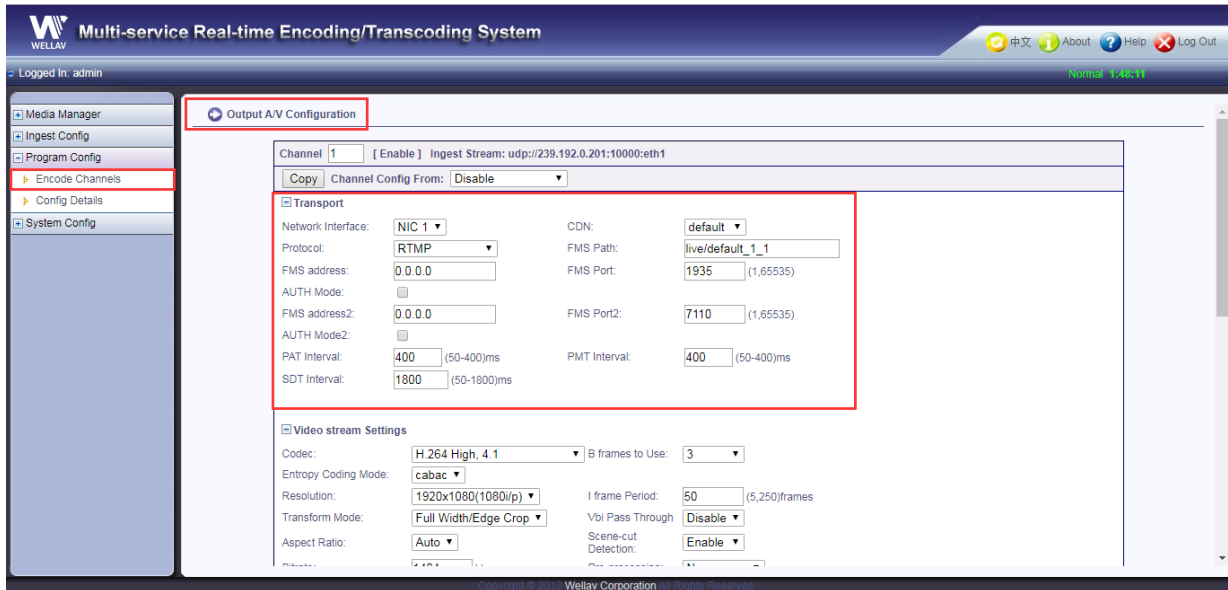 WELLAV
Multi-service Real-time Encoding/Transcoding System
中文 About Help Log Out
Logged In: admin
Normal 1:48:11
Media Manager
Ingest Config
Program Config
Encode Channels
Config Details
System Config
Output A/V Configuration
Channel 1 [ Enable ] Ingest Stream: udp://239.192.0.201:10000:eth1
Copy Channel Config From: Disable
Transport
Network Interface: NIC 1 CDN: default
Protocol: RTMP FMS Path: live/default_1_1
FMS address: 0.0.0.0 FMS Port: 1935 (1,65535)
AUTH Mode:
FMS address2: 0.0.0.0 FMS Port2: 7110 (1,65535)
AUTH Mode2:
PAT Interval: 400 (50-400)ms PMT Interval: 400 (50-400)ms
SDT Interval: 1800 (50-1800)ms
Video stream Settings
Codec: H.264 High, 4.1 B frames to Use: 3
Entropy Coding Mode: cabac
Resolution: 1920x1080(1080i/p) I frame Period: 50 (5,250)frames
Transform Mode: Full Width/Edge Crop Vbi Pass Through Disable
Aspect Ratio: Auto Scene-cut Detection: Enable
Copyright © 2013 Wellav Corporation All Rights Reserved